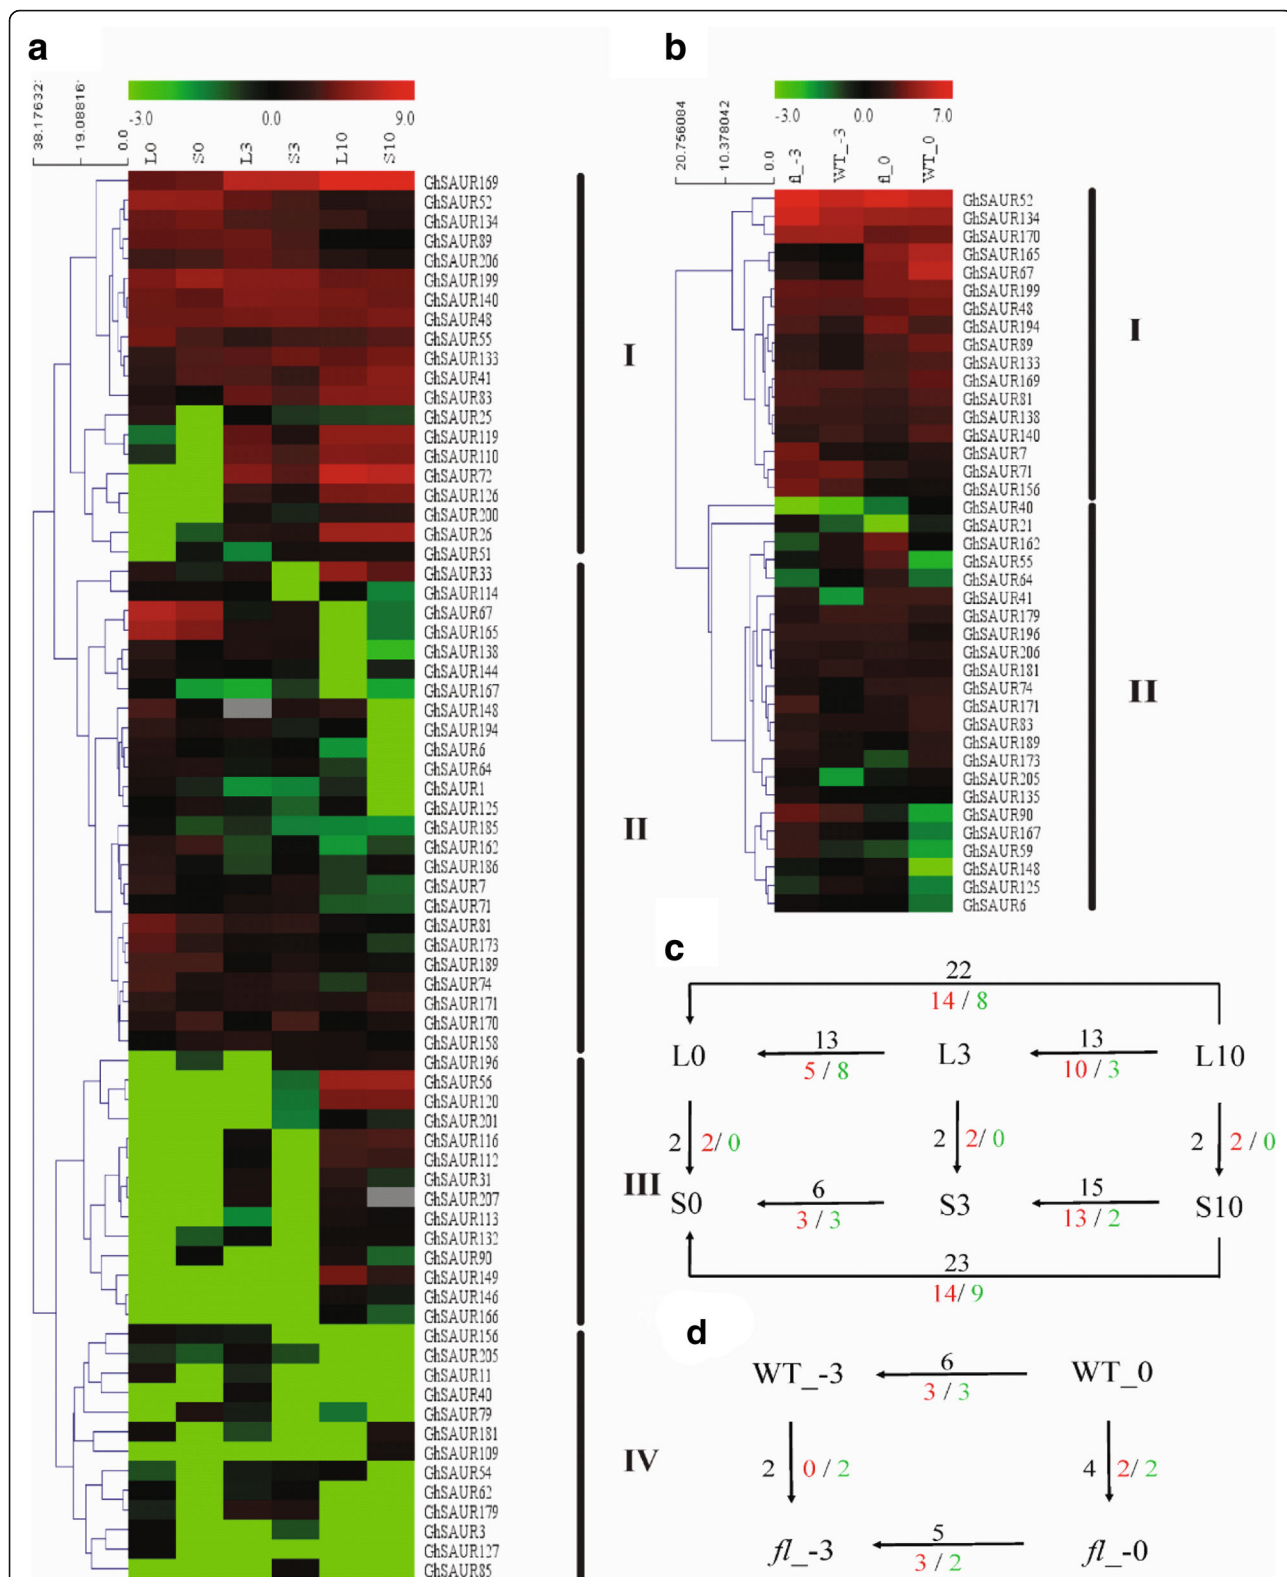 a
38.17632:
19.08816
0.0
-3.0 0.0 9.0
L0 S0 L3 S3 L10 S10
GhSAUR169
GhSAUR52
GhSAUR134
GhSAUR89
GhSAUR206
GhSAUR199
GhSAUR140
GhSAUR48
GhSAUR55
GhSAUR133
GhSAUR41
GhSAUR83
GhSAUR25
GhSAUR119
GhSAUR110
GhSAUR72
GhSAUR126
GhSAUR200
GhSAUR26
GhSAUR51
GhSAUR33
GhSAUR114
GhSAUR67
GhSAUR165
GhSAUR138
GhSAUR144
GhSAUR167
GhSAUR148
GhSAUR194
GhSAUR6
GhSAUR64
GhSAUR1
GhSAUR125
GhSAUR185
GhSAUR162
GhSAUR186
GhSAUR7
GhSAUR71
GhSAUR81
GhSAUR173
GhSAUR189
GhSAUR74
GhSAUR171
GhSAUR170
GhSAUR158
GhSAUR196
GhSAUR56
GhSAUR120
GhSAUR201
GhSAUR116
GhSAUR112
GhSAUR31
GhSAUR207
GhSAUR113
GhSAUR132
GhSAUR90
GhSAUR149
GhSAUR146
GhSAUR166
GhSAUR156
GhSAUR205
GhSAUR11
GhSAUR40
GhSAUR79
GhSAUR181
GhSAUR109
GhSAUR54
GhSAUR62
GhSAUR179
GhSAUR3
GhSAUR127
GhSAUR85
I
II
III
IV
b
20.756084
10.378042
0.0
-3.0 0.0 7.0
fl_-3 WT_-3 fl_0 WT_0
GhSAUR52
GhSAUR134
GhSAUR170
GhSAUR165
GhSAUR67
GhSAUR199
GhSAUR48
GhSAUR194
GhSAUR89
GhSAUR133
GhSAUR169
GhSAUR81
GhSAUR138
GhSAUR140
GhSAUR7
GhSAUR71
GhSAUR156
GhSAUR40
GhSAUR21
GhSAUR162
GhSAUR55
GhSAUR64
GhSAUR41
GhSAUR179
GhSAUR196
GhSAUR206
GhSAUR181
GhSAUR74
GhSAUR171
GhSAUR83
GhSAUR189
GhSAUR173
GhSAUR205
GhSAUR135
GhSAUR90
GhSAUR167
GhSAUR59
GhSAUR148
GhSAUR125
GhSAUR6
I
II
c
22
14 / 8
L0 13 L3 13 L10
5 / 8 10 / 3
2 2/ 0 2 2/ 0 2 2 / 0
S0 6 S3 15 S10
3 / 3 13 / 2
23
14/ 9
d
WT_-3 6 WT_0
3 / 3
2 0 / 2 4 2/ 2
fl_-3 5 fl_-0
3 / 2